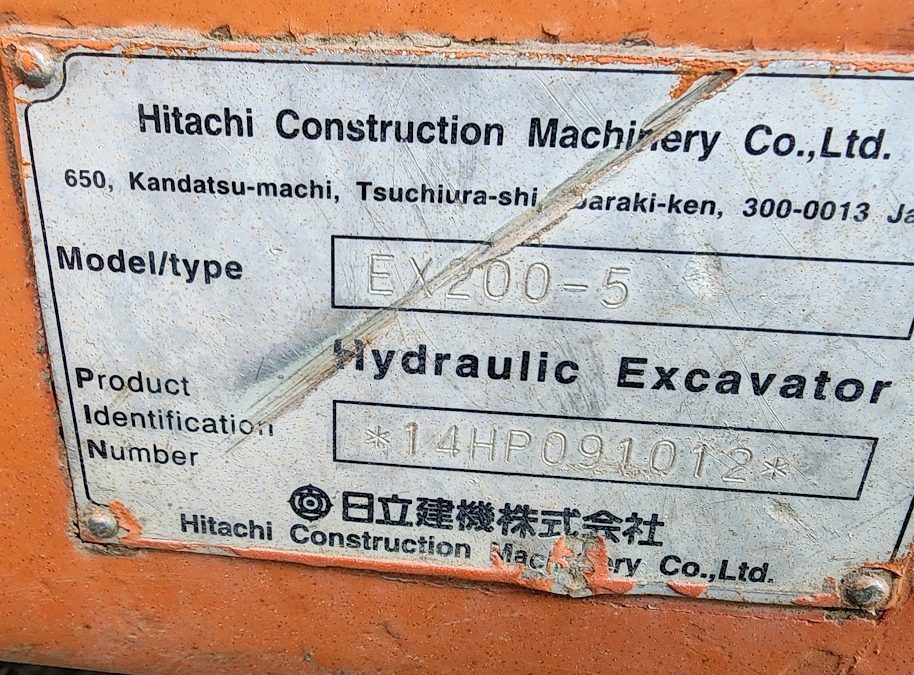 Hitachi Construction Machinery Co.,Ltd.
650, Kandatsu-machi, Tsuchiura-shi, Ibaraki-ken, 300-0013 Ja
Model/type
EX200-5
Hydraulic Excavator
Product
Identification
Number
*14HP091012*
日立建機株式会社
Hitachi Construction Machinery Co.,Ltd.